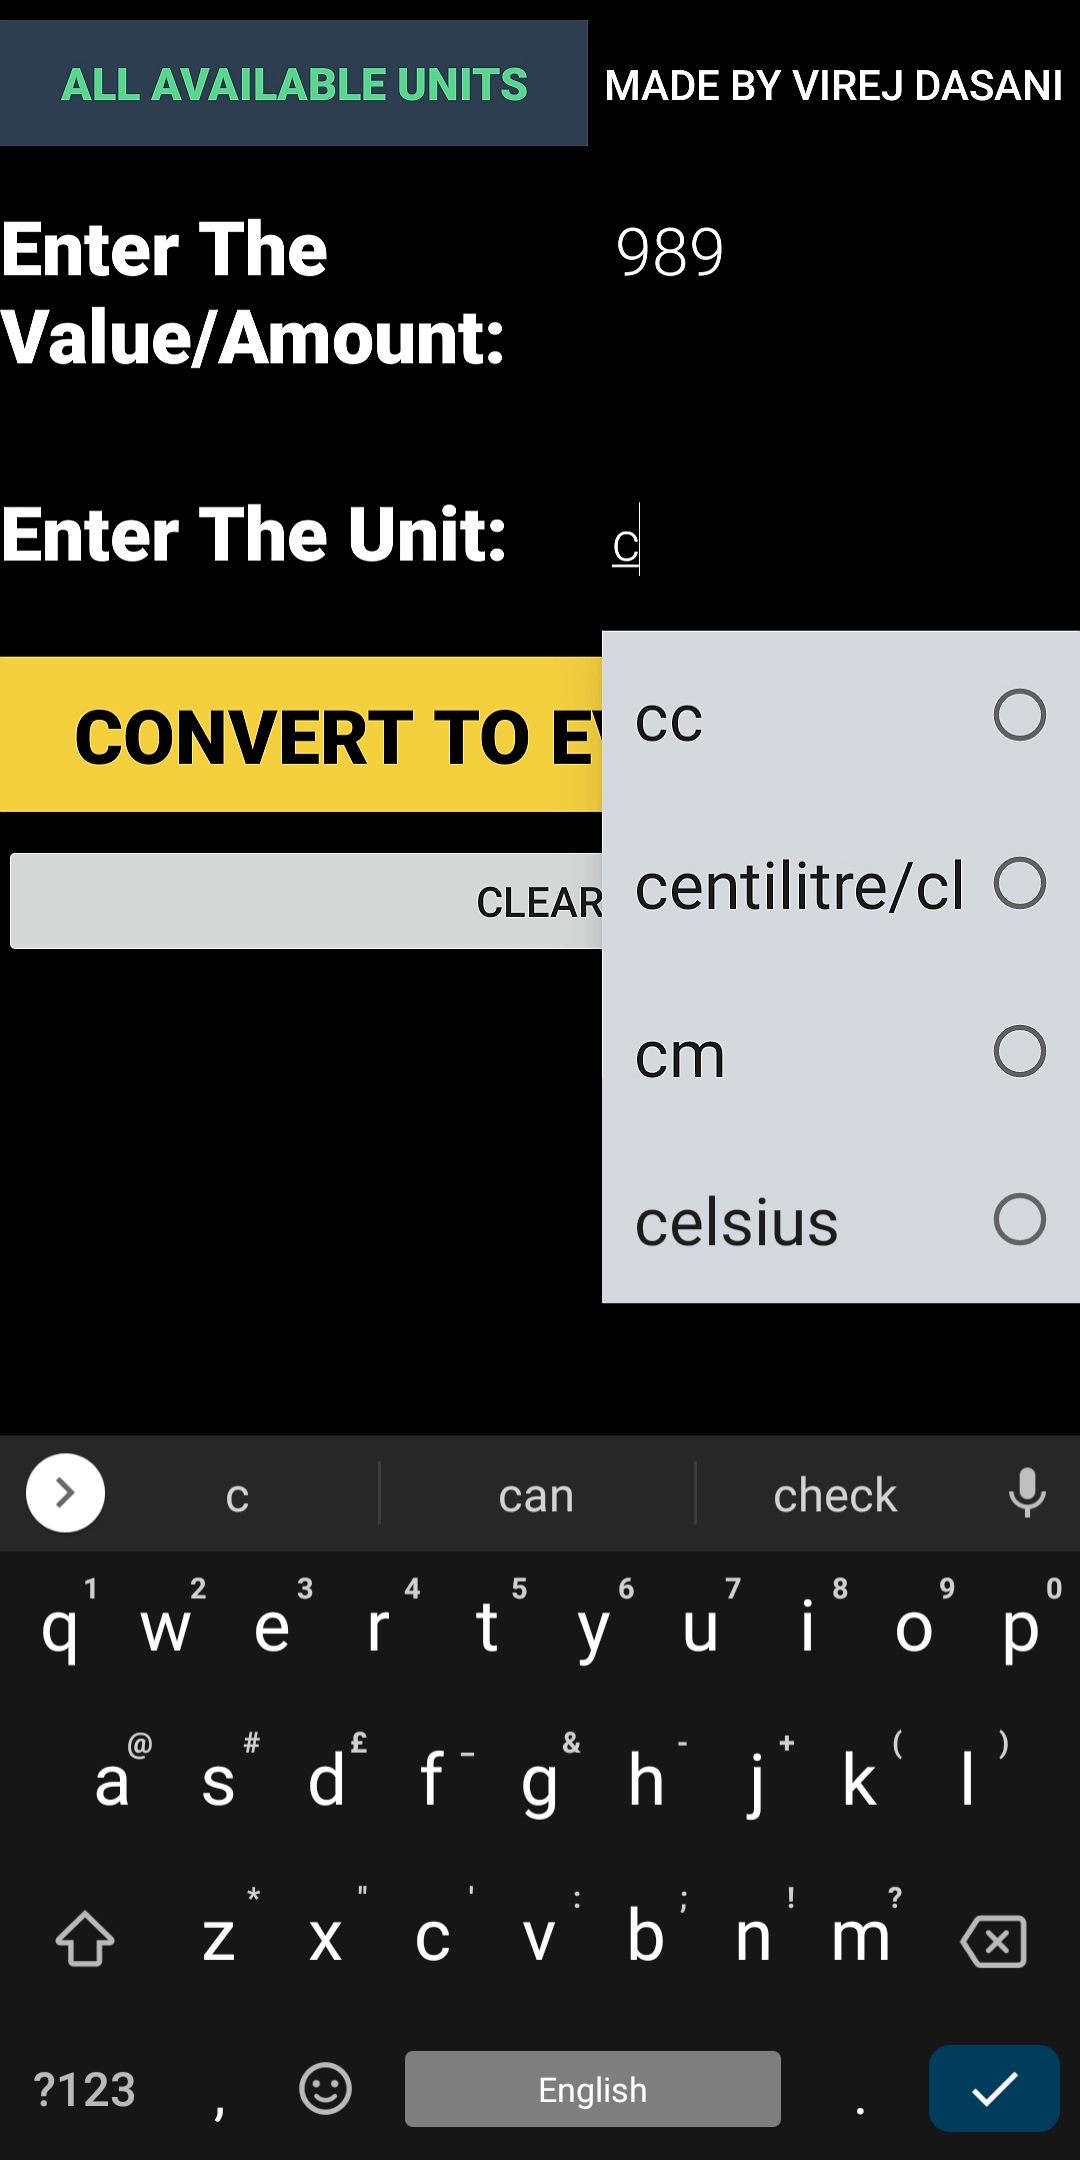 ALL AVAILABLE UNITS MADE BY VIREJ DASANI
Enter The 989
Value/Amount:
Enter The Unit: c
CONVERT TO E
cc
CLEAR
centilitre/cl
cm
celsius
c can check
1 2 3 4 5 6 7 8 9 0
q w e r t y u i o p
@ # £ _ & - + ( )
a s d f g h j k l
* " ' : ; ! ?
z x c v b n m
?123 , English .